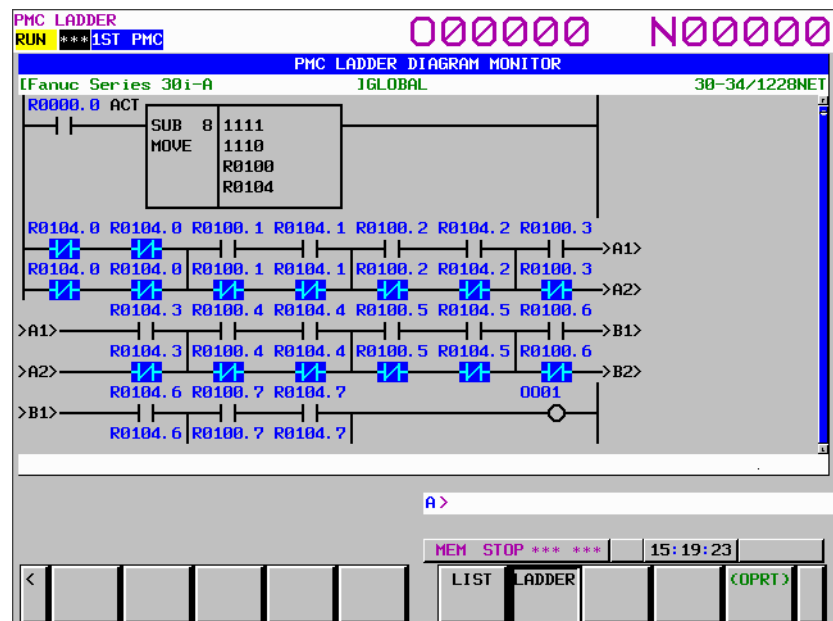 PMC LADDER
O00000 N00000
RUN ***1ST PMC
PMC LADDER DIAGRAM MONITOR
[Fanuc Series 30i-A ]GLOBAL 30-34/1228NET
R0000.0 ACT
SUB 8 1111
MOVE 1110
R0100
R0104
R0104.0 R0104.0 R0100.1 R0104.1 R0100.2 R0104.2 R0100.3
>A1>
R0104.0 R0104.0 R0100.1 R0104.1 R0100.2 R0104.2 R0100.3
>A2>
R0104.3 R0100.4 R0104.4 R0100.5 R0104.5 R0100.6
>A1> >B1>
R0104.3 R0100.4 R0104.4 R0100.5 R0104.5 R0100.6
>A2> >B2>
R0104.6 R0100.7 R0104.7 O001
>B1>
R0104.6 R0100.7 R0104.7
A>
MEM STOP *** *** 15:19:23
< LIST LADDER (OPRT)